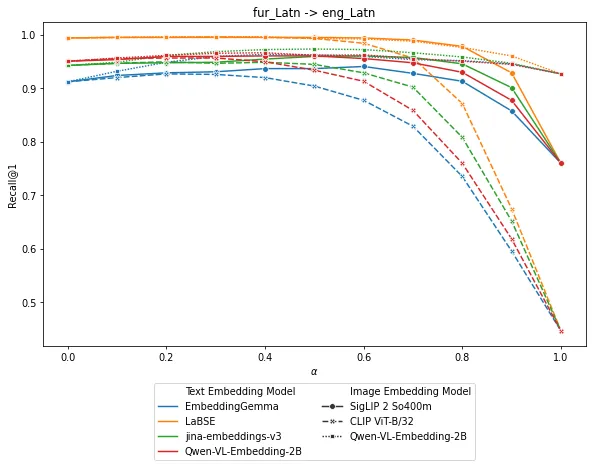 fur_Latn -> eng_Latn
1.0
0.9
0.8
0.7
0.6
0.5
Recall@1
0.0 0.2 0.4 0.6 0.8 1.0
α
Text Embedding Model
EmbeddingGemma
LaBSE
jina-embeddings-v3
Qwen-VL-Embedding-2B
Image Embedding Model
SigLIP 2 So400m
CLIP ViT-B/32
Qwen-VL-Embedding-2B